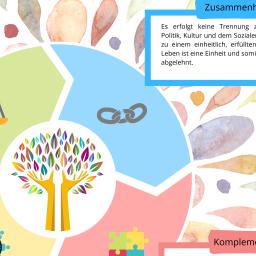 Zusammenh
Es erfolgt keine Trennung z
Politik, Kultur und dem Soziale
zu einem einheitlich, erfüllten
Leben ist eine Einheit und somi
abgelehnt.
Kompleme